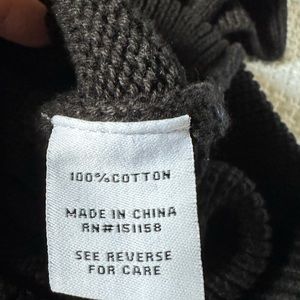 100%COTTON
MADE IN CHINA
RN#151158
SEE REVERSE
FOR CARE